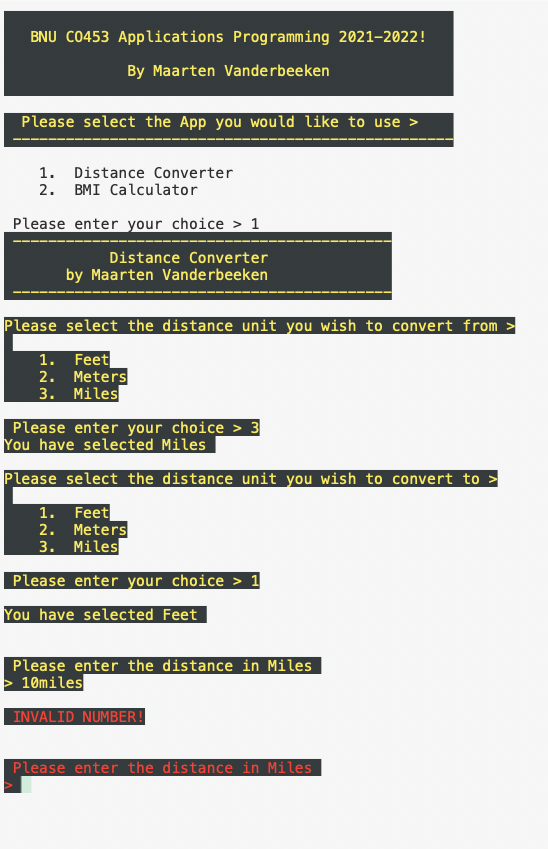 BNU CO453 Applications Programming 2021-2022!
By Maarten Vanderbeeken
Please select the App you would like to use >
---------------------------------------------------
1. Distance Converter
2. BMI Calculator
Please enter your choice > 1
-------------------------------------------
Distance Converter
by Maarten Vanderbeeken
-------------------------------------------
Please select the distance unit you wish to convert from >
1. Feet
2. Meters
3. Miles
Please enter your choice > 3
You have selected Miles
Please select the distance unit you wish to convert to >
1. Feet
2. Meters
3. Miles
Please enter your choice > 1
You have selected Feet
Please enter the distance in Miles
> 10miles
INVALID NUMBER!
Please enter the distance in Miles
>